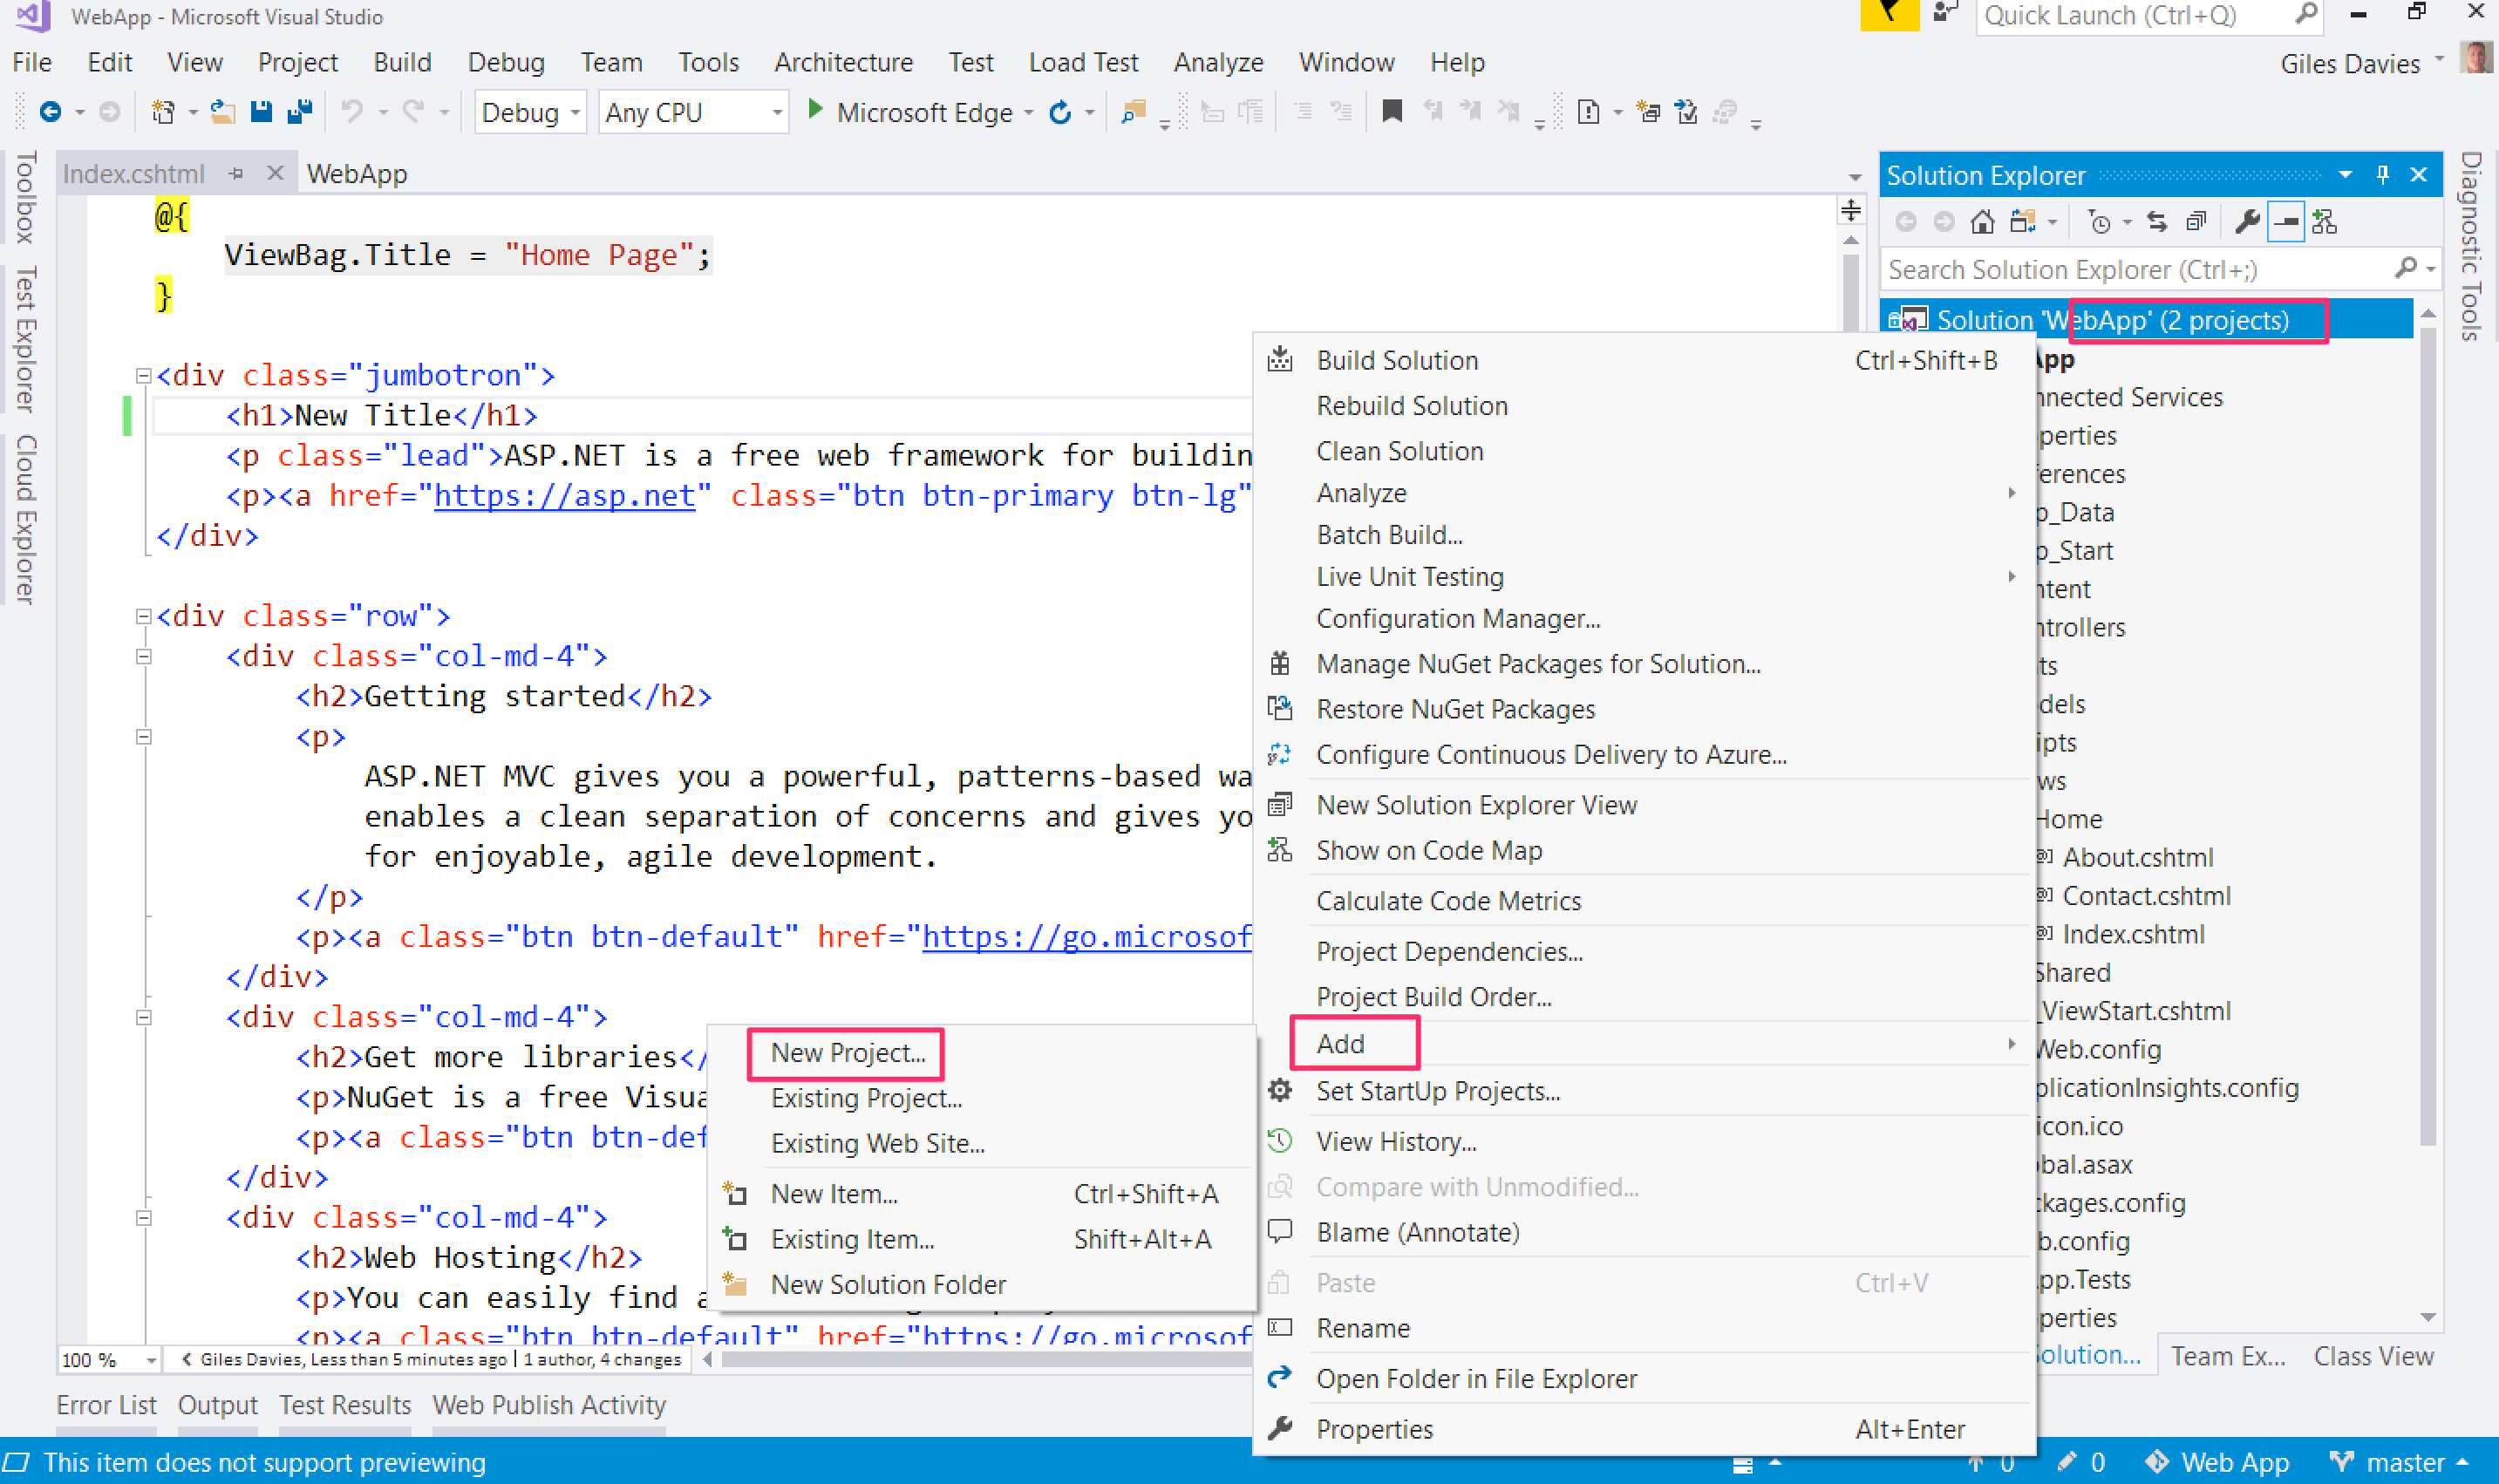 WebApp - Microsoft Visual Studio
Quick Launch (Ctrl+Q)
File Edit View Project Build Debug Team Tools Architecture Test Load Test Analyze Window Help
Giles Davies
Debug Any CPU Microsoft Edge
Toolbox
Test Explorer
Cloud Explorer
Index.cshtml WebApp
@{
ViewBag.Title = "Home Page";
}
<div class="jumbotron">
<h1>New Title</h1>
<p class="lead">ASP.NET is a free web framework for buildin
<p><a href="https://asp.net" class="btn btn-primary btn-lg"
</div>
<div class="row">
<div class="col-md-4">
<h2>Getting started</h2>
<p>
ASP.NET MVC gives you a powerful, patterns-based wa
enables a clean separation of concerns and gives yo
for enjoyable, agile development.
</p>
<p><a class="btn btn-default" href="https://go.microsof
</div>
<div class="col-md-4">
<h2>Get more libraries</
<p>NuGet is a free Visua
<p><a class="btn btn-def
</div>
<div class="col-md-4">
<h2>Web Hosting</h2>
<p>You can easily find a
<p><a class="btn btn-default" href="https://go.microsof
100 %
Giles Davies, Less than 5 minutes ago | 1 author, 4 changes
New Project...
Existing Project...
Existing Web Site...
New Item... Ctrl+Shift+A
Existing Item... Shift+Alt+A
New Solution Folder
Build Solution Ctrl+Shift+B
Rebuild Solution
Clean Solution
Analyze
Batch Build...
Live Unit Testing
Configuration Manager...
Manage NuGet Packages for Solution...
Restore NuGet Packages
Configure Continuous Delivery to Azure...
New Solution Explorer View
Show on Code Map
Calculate Code Metrics
Project Dependencies...
Project Build Order...
Add
Set StartUp Projects...
View History...
Compare with Unmodified...
Blame (Annotate)
Paste Ctrl+V
Rename
Open Folder in File Explorer
Properties Alt+Enter
Solution Explorer
Search Solution Explorer (Ctrl+;)
Solution 'WebApp' (2 projects)
App
nnected Services
perties
ferences
p_Data
p_Start
ntent
ntrollers
ts
dels
ipts
ws
Home
About.cshtml
Contact.cshtml
Index.cshtml
Shared
_ViewStart.cshtml
Web.config
plicationInsights.config
icon.ico
bal.asax
ckages.config
b.config
pp.Tests
perties
Solution... Team Ex... Class View
Diagnostic Tools
Error List Output Test Results Web Publish Activity
This item does not support previewing
0 0 Web App master